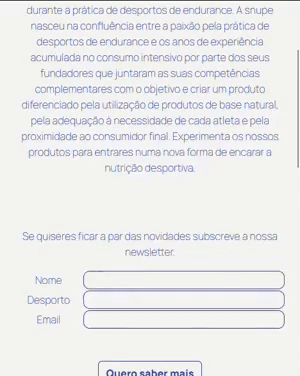 durante a prática de desportos de endurance. A snupe
nasceu na confluência entre a paixão pela prática de
desportos de endurance e os anos de experiência
acumulada no consumo intensivo por parte dos seus
fundadores que juntaram as suas competências
complementares com o objetivo e criar um produto
diferenciado pela utilização de produtos de base natural,
pela adequação à necessidade de cada atleta e pela
proximidade ao consumidor final. Experimenta os nossos
produtos para entrares numa nova forma de encarar a
nutrição desportiva.
Se quiseres ficar a par das novidades subscreve a nossa
newsletter.
Nome
Desporto
Email
Quero saber mais